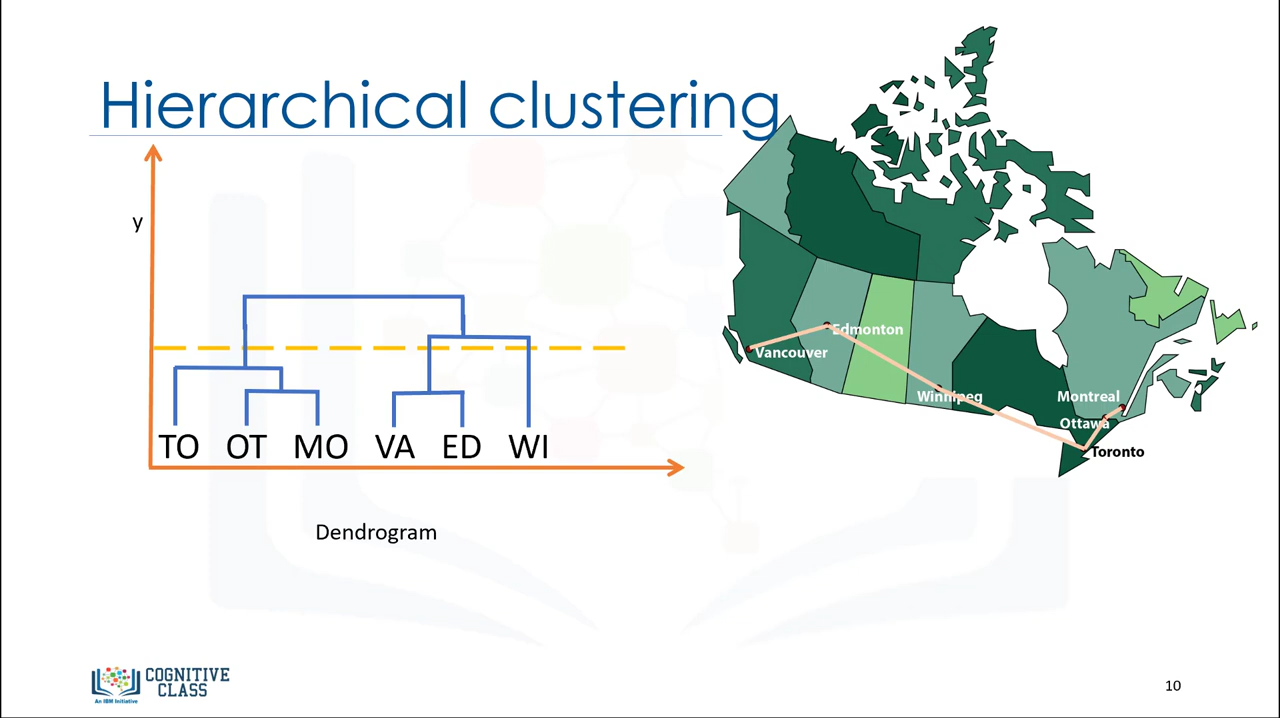 Hierarchical clustering
y
TO OT MO VA ED WI
Dendrogram
Edmonton
Vancouver
Winnipeg
Montreal
Ottawa
Toronto
COGNITIVE
CLASS
An IBM Initiative
10